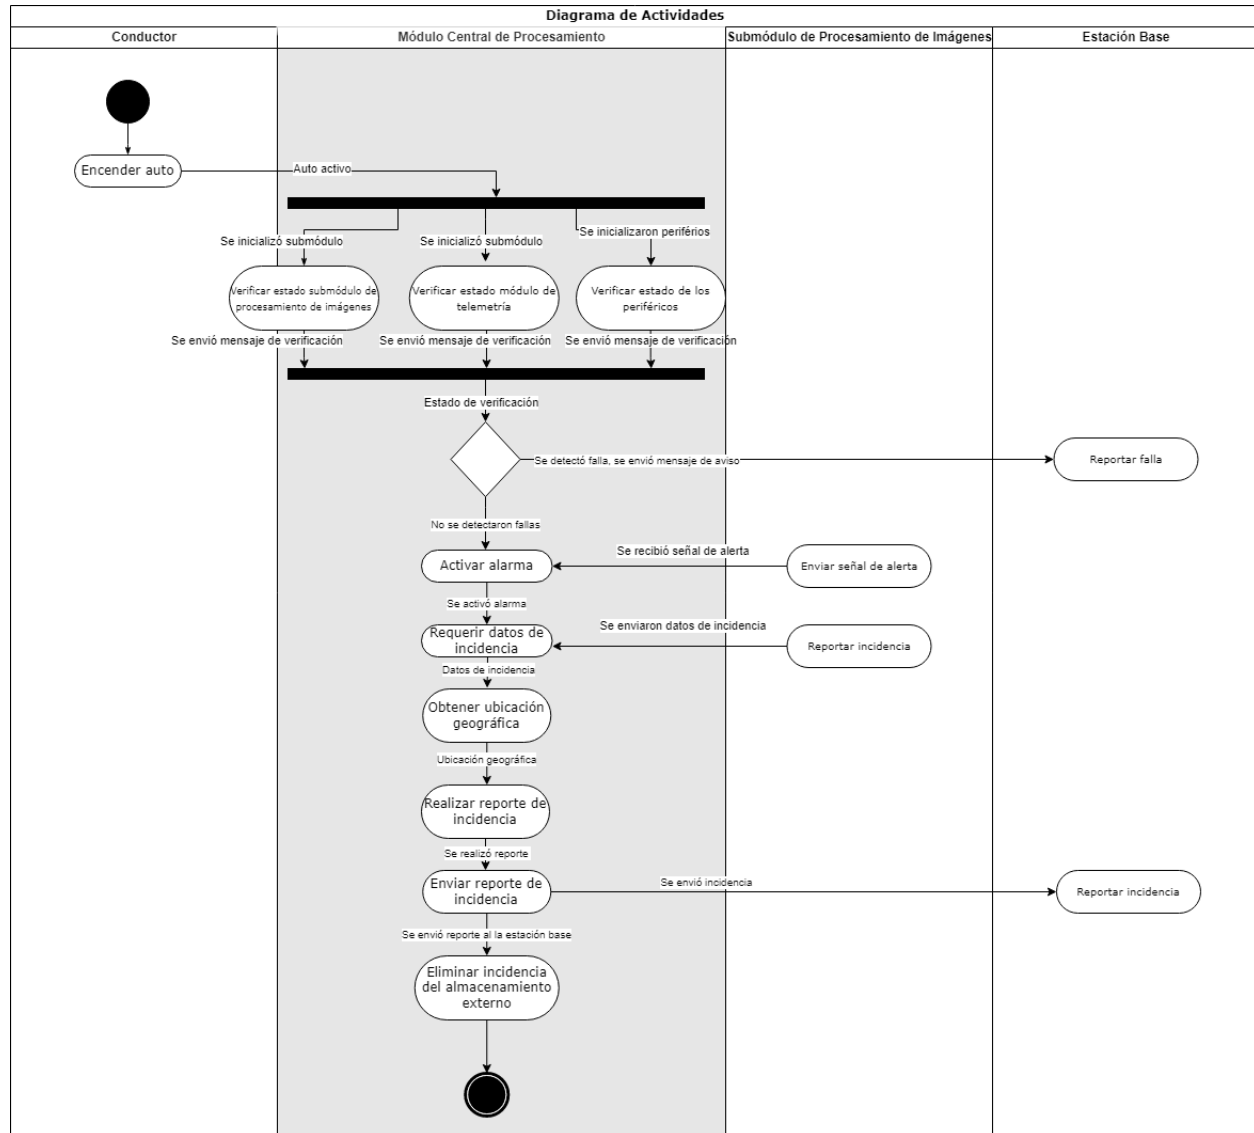 Diagrama de Actividades
Conductor
Módulo Central de Procesamiento
Submódulo de Procesamiento de Imágenes
Estación Base
Encender auto
Auto activo
Se inicializó submódulo
Se inicializó submódulo
Se inicializaron periférios
Verificar estado submódulo de
procesamiento de imágenes
Verificar estado módulo de
telemetría
Verificar estado de los
periféricos
Se envió mensaje de verificación
Se envió mensaje de verificación
Se envió mensaje de verificación
Estado de verificación
Se detectó falla, se envió mensaje de aviso
Reportar falla
No se detectaron fallas
Activar alarma
Se recibió señal de alerta
Enviar señal de alerta
Se activó alarma
Requerir datos de
incidencia
Se enviaron datos de incidencia
Reportar incidencia
Datos de incidencia
Obtener ubicación
geográfica
Ubicación geográfica
Realizar reporte de
incidencia
Se realizó reporte
Enviar reporte de
incidencia
Se envió incidencia
Reportar incidencia
Se envió reporte al la estación base
Eliminar incidencia
del almacenamiento
externo